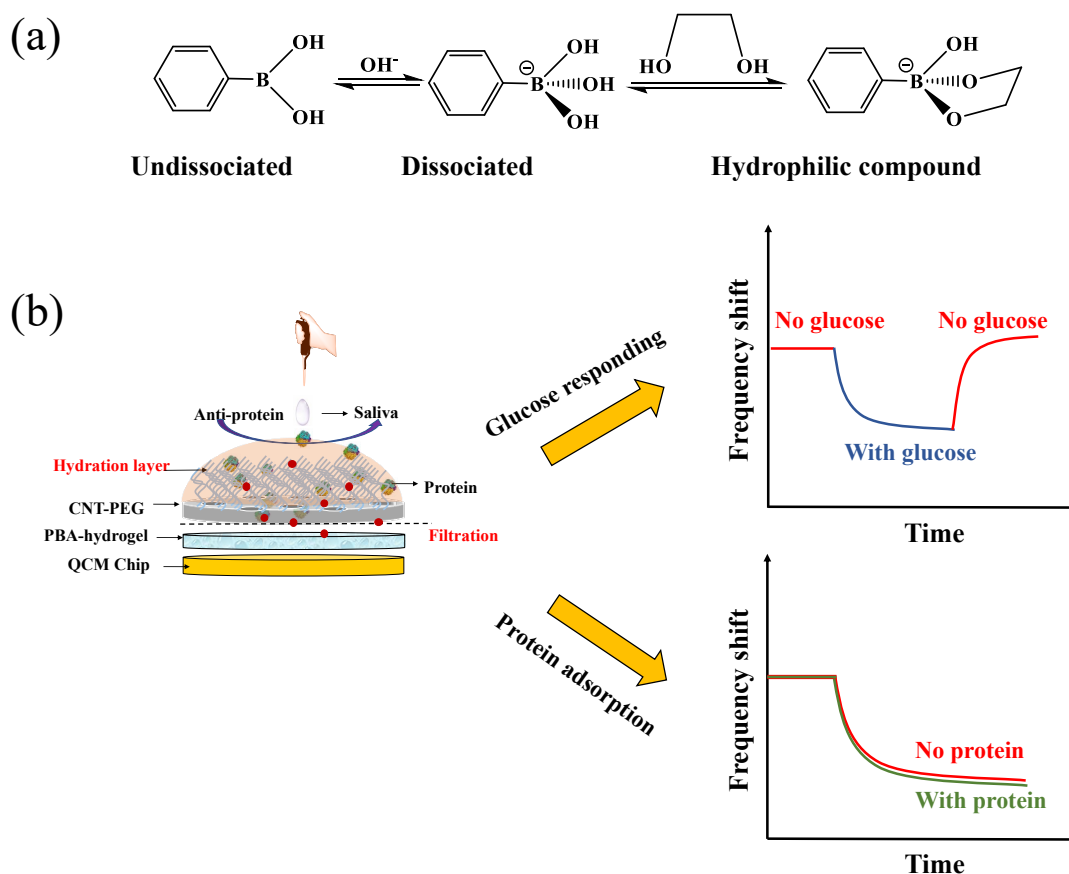 (a)
OH
B
OH
OH⁻
⊖
OH
B
OH
OH
HO
OH
⊖
OH
B
O
O
Undissociated
Dissociated
Hydrophilic compound
(b)
Anti-protein
Saliva
Hydration layer
Protein
CNT-PEG
PBA-hydrogel
Filtration
QCM Chip
Glucose responding
Protein adsorption
Frequency shift
No glucose
No glucose
With glucose
Time
Frequency shift
No protein
With protein
Time